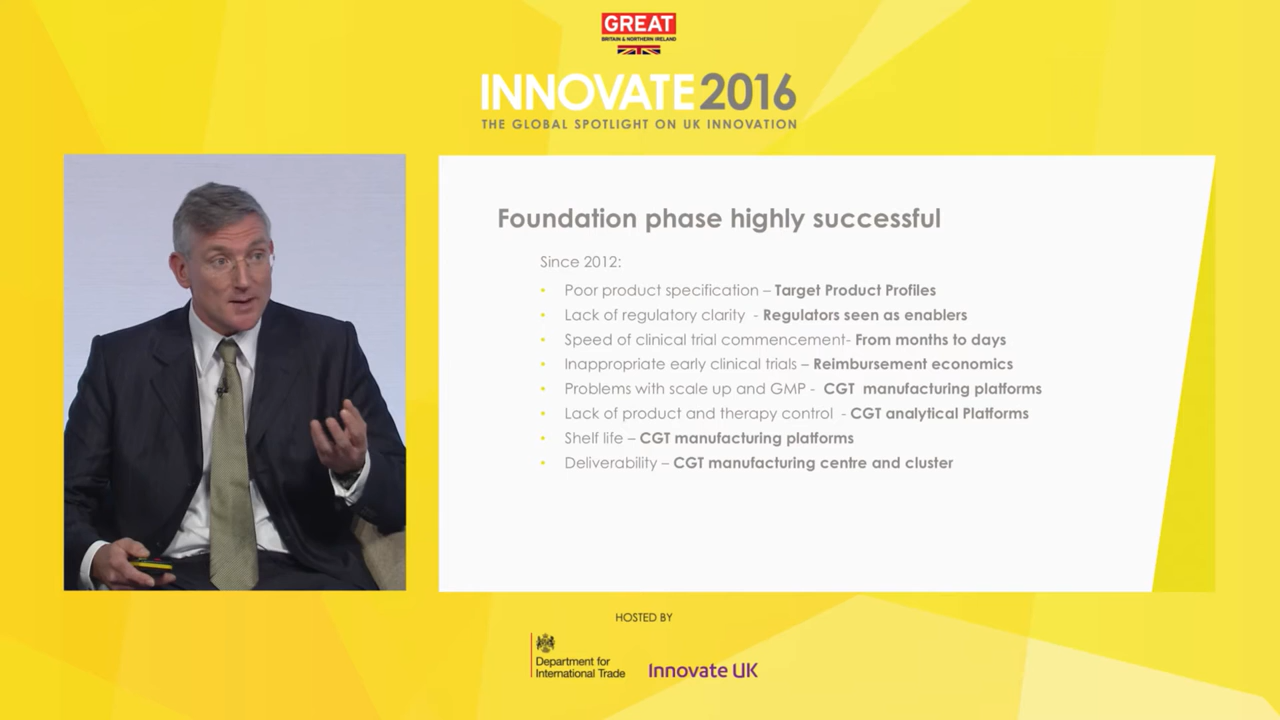 GREAT
BRITAIN & NORTHERN IRELAND
INNOVATE 2016
THE GLOBAL SPOTLIGHT ON UK INNOVATION
Foundation phase highly successful
Since 2012:
• Poor product specification – Target Product Profiles
• Lack of regulatory clarity - Regulators seen as enablers
• Speed of clinical trial commencement- From months to days
• Inappropriate early clinical trials – Reimbursement economics
• Problems with scale up and GMP - CGT manufacturing platforms
• Lack of product and therapy control - CGT analytical Platforms
• Shelf life – CGT manufacturing platforms
• Deliverability – CGT manufacturing centre and cluster
HOSTED BY
Department for
International Trade
Innovate UK